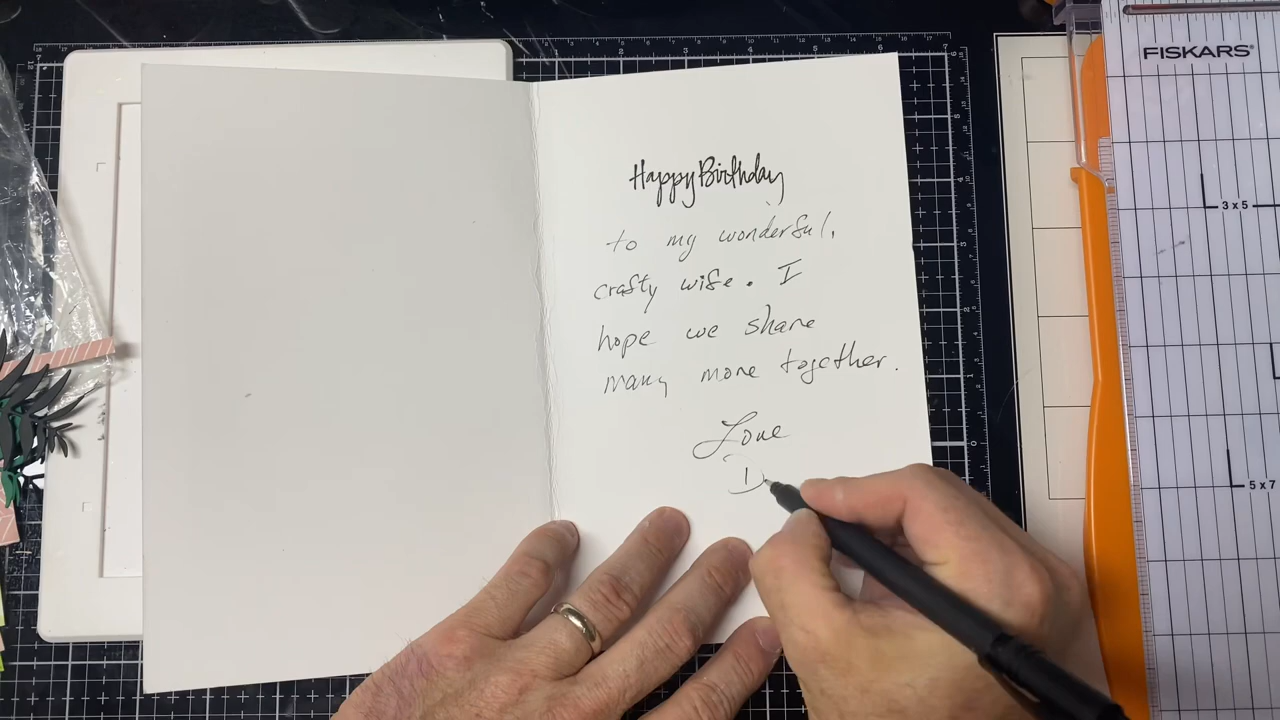 Happy Birthday
to my wonderful,
crafty wife. I
hope we share
many more together.
Love
D
FISKARS®
3 x 5
5 x 7